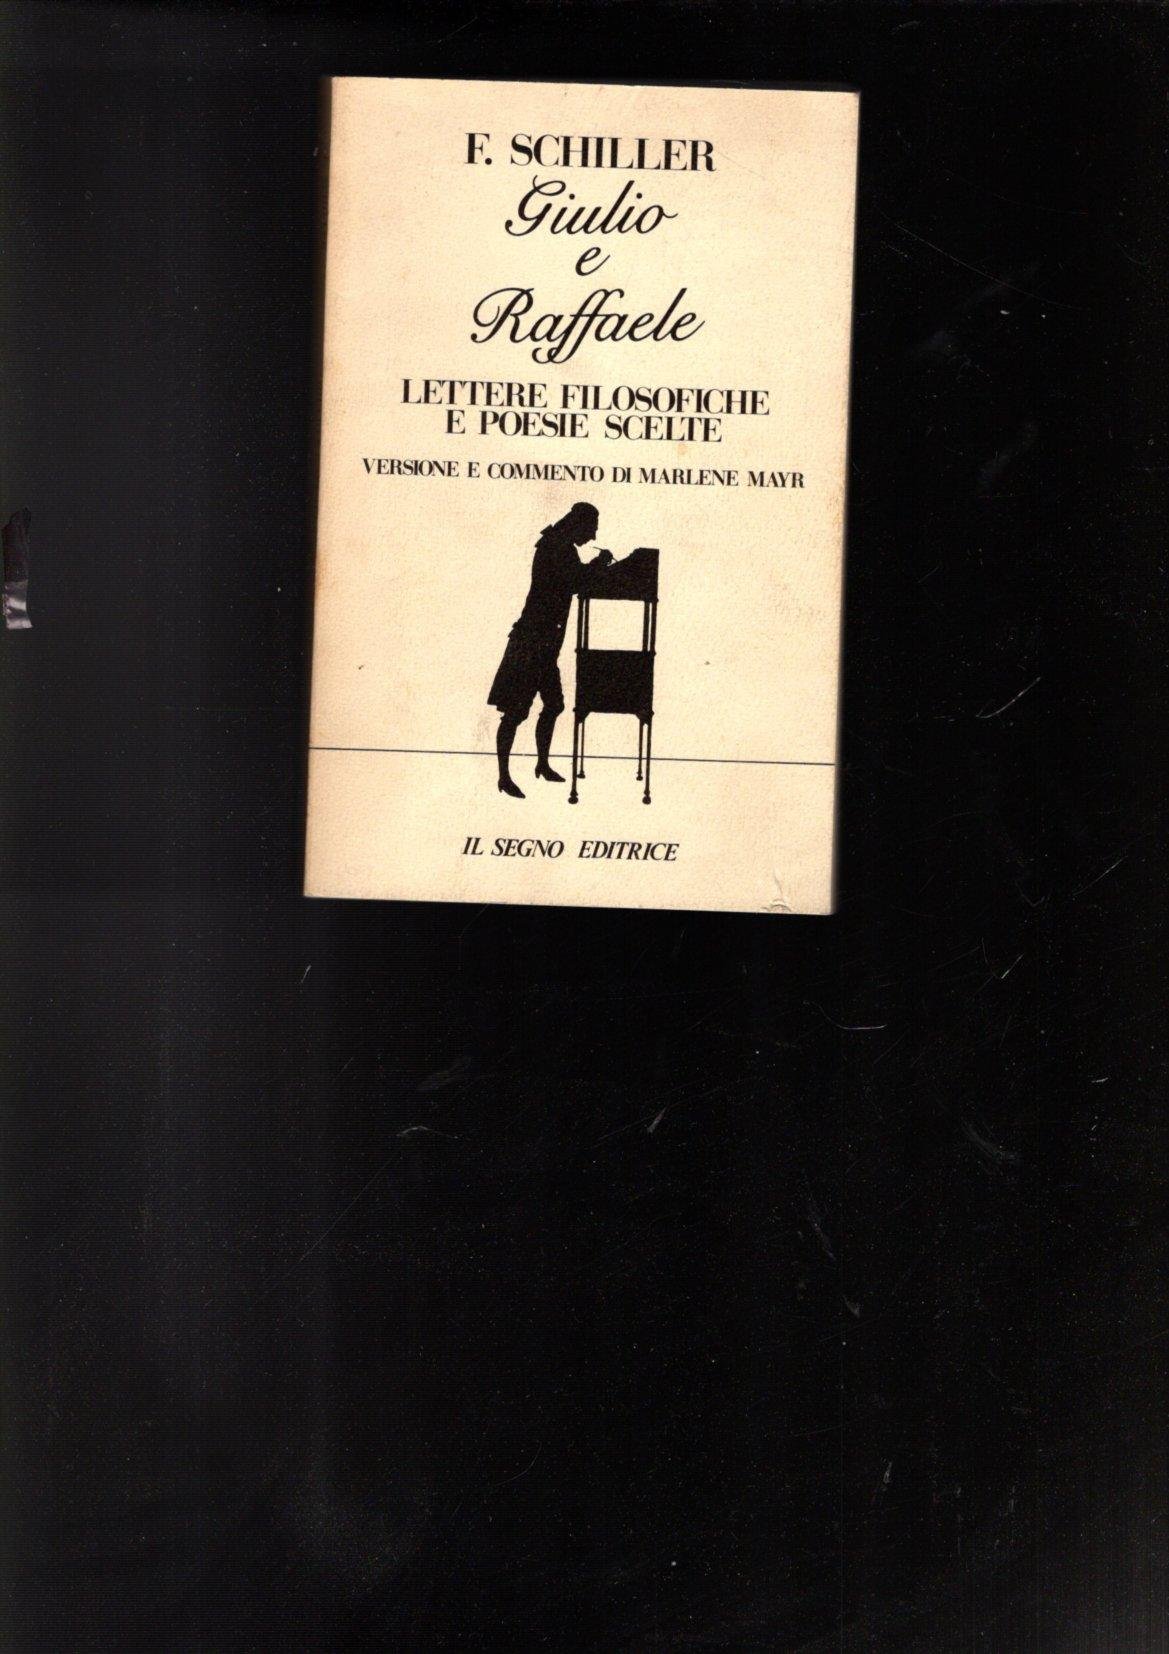 F. SCHILLER
Giulio
e
Raffaele
LETTERE FILOSOFICHE
E POESIE SCELTE
VERSIONE E COMMENTO DI MARLENE MAYR
IL SEGNO EDITRICE